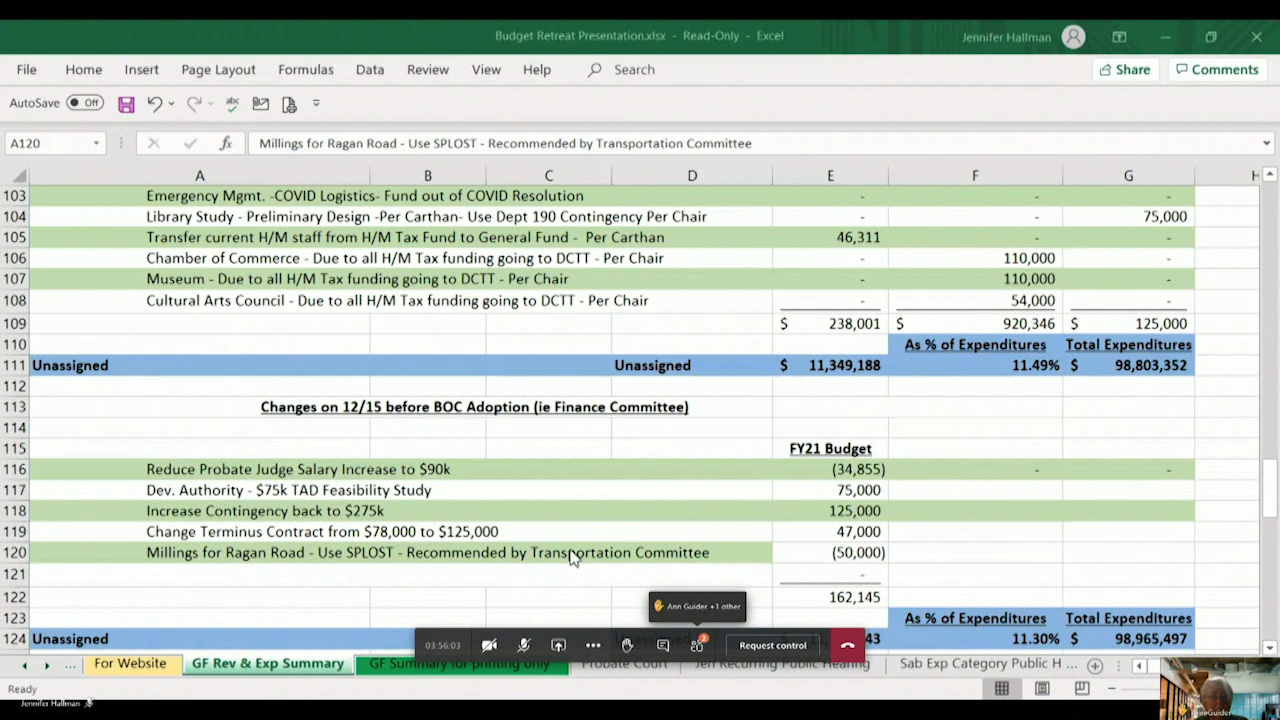 Budget Retreat Presentation.xlsx - Read-Only - Excel
Jennifer Hallman
File Home Insert Page Layout Formulas Data Review View Help Search Share Comments
AutoSave Off
A120 fx Millings for Ragan Road - Use SPLOST - Recommended by Transportation Committee
A B C D E F G H
103 Emergency Mgmt. -COVID Logistics- Fund out of COVID Resolution - - -
104 Library Study - Preliminary Design -Per Carthan- Use Dept 190 Contingency Per Chair - - 75,000
105 Transfer current H/M staff from H/M Tax Fund to General Fund - Per Carthan 46,311 - -
106 Chamber of Commerce - Due to all H/M Tax funding going to DCTT - Per Chair - 110,000 -
107 Museum - Due to all H/M Tax funding going to DCTT - Per Chair - 110,000 -
108 Cultural Arts Council - Due to all H/M Tax funding going to DCTT - Per Chair - 54,000 -
109 $ 238,001 $ 920,346 $ 125,000
110 As % of Expenditures Total Expenditures
111 Unassigned Unassigned $ 11,349,188 11.49% $ 98,803,352
112
113 Changes on 12/15 before BOC Adoption (ie Finance Committee)
114
115 FY21 Budget
116 Reduce Probate Judge Salary Increase to $90k (34,855) - -
117 Dev. Authority - $75k TAD Feasibility Study 75,000
118 Increase Contingency back to $275k 125,000
119 Change Terminus Contract from $78,000 to $125,000 47,000
120 Millings for Ragan Road - Use SPLOST - Recommended by Transportation Committee (50,000)
121 -
122 162,145
Ann Guider +1 other
123 As % of Expenditures Total Expenditures
124 Unassigned 43 11.30% $ 98,965,497
03:56:03 2 Request control
... For Website GF Rev & Exp Summary GF Summary for printing only Probate Court Jen Recurring Public Hearing Sab Exp Category Public H ...
Ready
Jennifer Hallman